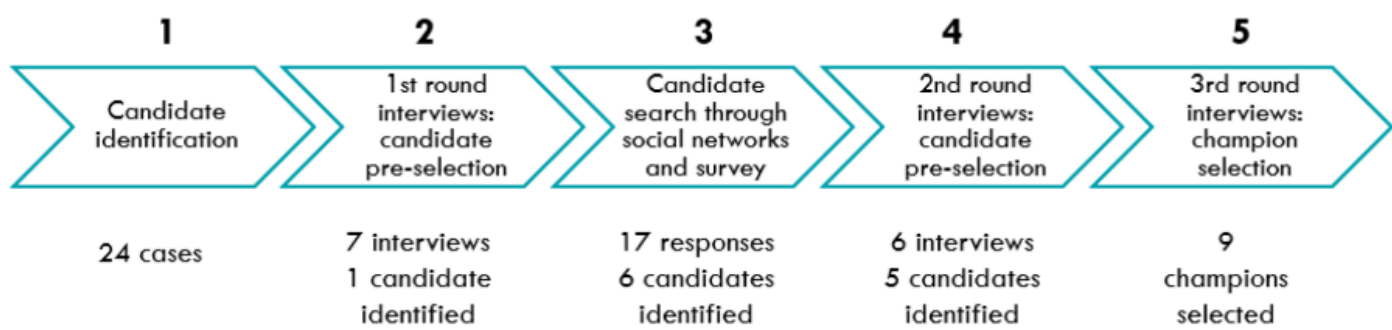 1
2
3
4
5
Candidate
identification
1st round
interviews:
candidate
pre-selection
Candidate
search through
social networks
and survey
2nd round
interviews:
candidate
pre-selection
3rd round
interviews:
champion
selection
24 cases
7 interviews
1 candidate
identified
17 responses
6 candidates
identified
6 interviews
5 candidates
identified
9
champions
selected